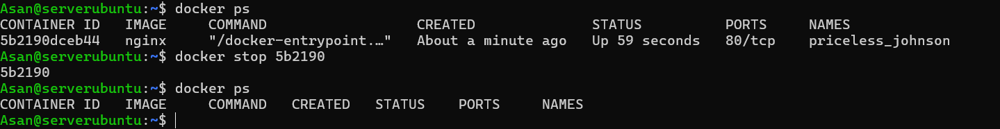 Asan@serverubuntu:~$ docker ps
CONTAINER ID   IMAGE     COMMAND                  CREATED              STATUS          PORTS     NAMES
5b2190dceb44   nginx     "/docker-entrypoint.…"   About a minute ago   Up 59 seconds   80/tcp    priceless_johnson
Asan@serverubuntu:~$ docker stop 5b2190
5b2190
Asan@serverubuntu:~$ docker ps
CONTAINER ID   IMAGE     COMMAND   CREATED   STATUS    PORTS     NAMES
Asan@serverubuntu:~$